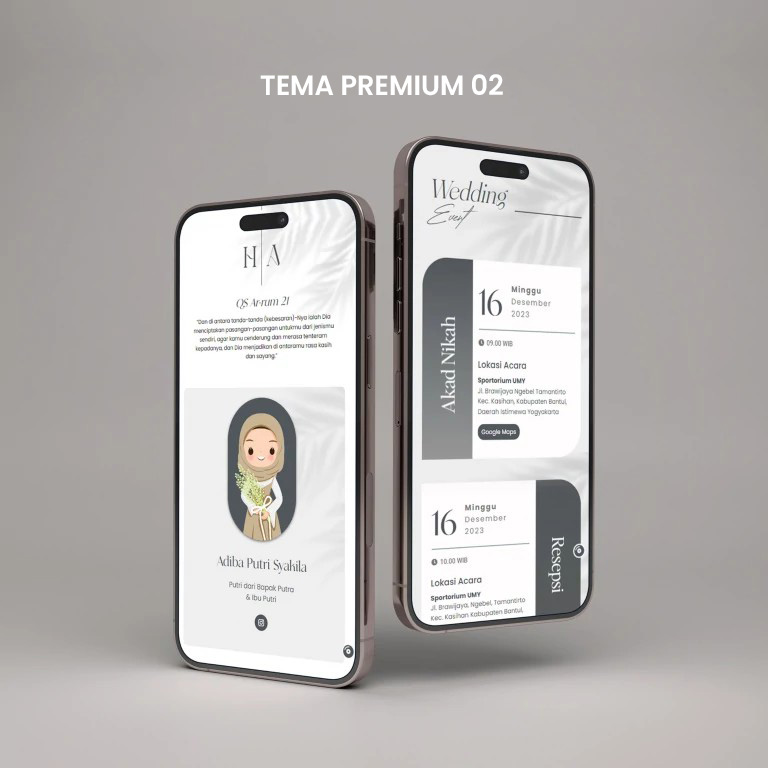 TEMA PREMIUM 02
H A
QS Ar-rum 21
"Dan di antara tanda-tanda (kebesaran)-Nya ialah Dia
menciptakan pasangan-pasangan untukmu dari jenismu
sendiri, agar kamu cenderung dan merasa tenteram
kepadanya, dan Dia menjadikan di antaramu rasa kasih
dan sayang."
Adiba Putri Syakila
Putri dari Bapak Putra
& Ibu Putri
Wedding
Event
Akad Nikah
16
Minggu
Desember
2023
09.00 WIB
Lokasi Acara
Sportorium UMY
Jl. Brawijaya Ngebel Tamantirto
Kec. Kasihan, Kabupaten Bantul,
Daerah Istimewa Yogyakarta
Google Maps
16
Minggu
Desember
2023
10.00 WIB
Lokasi Acara
Sportorium UMY
Jl. Brawijaya, Ngebel, Tamantirto,
Kec. Kasihan Kabupaten Bantul,
Resepsi